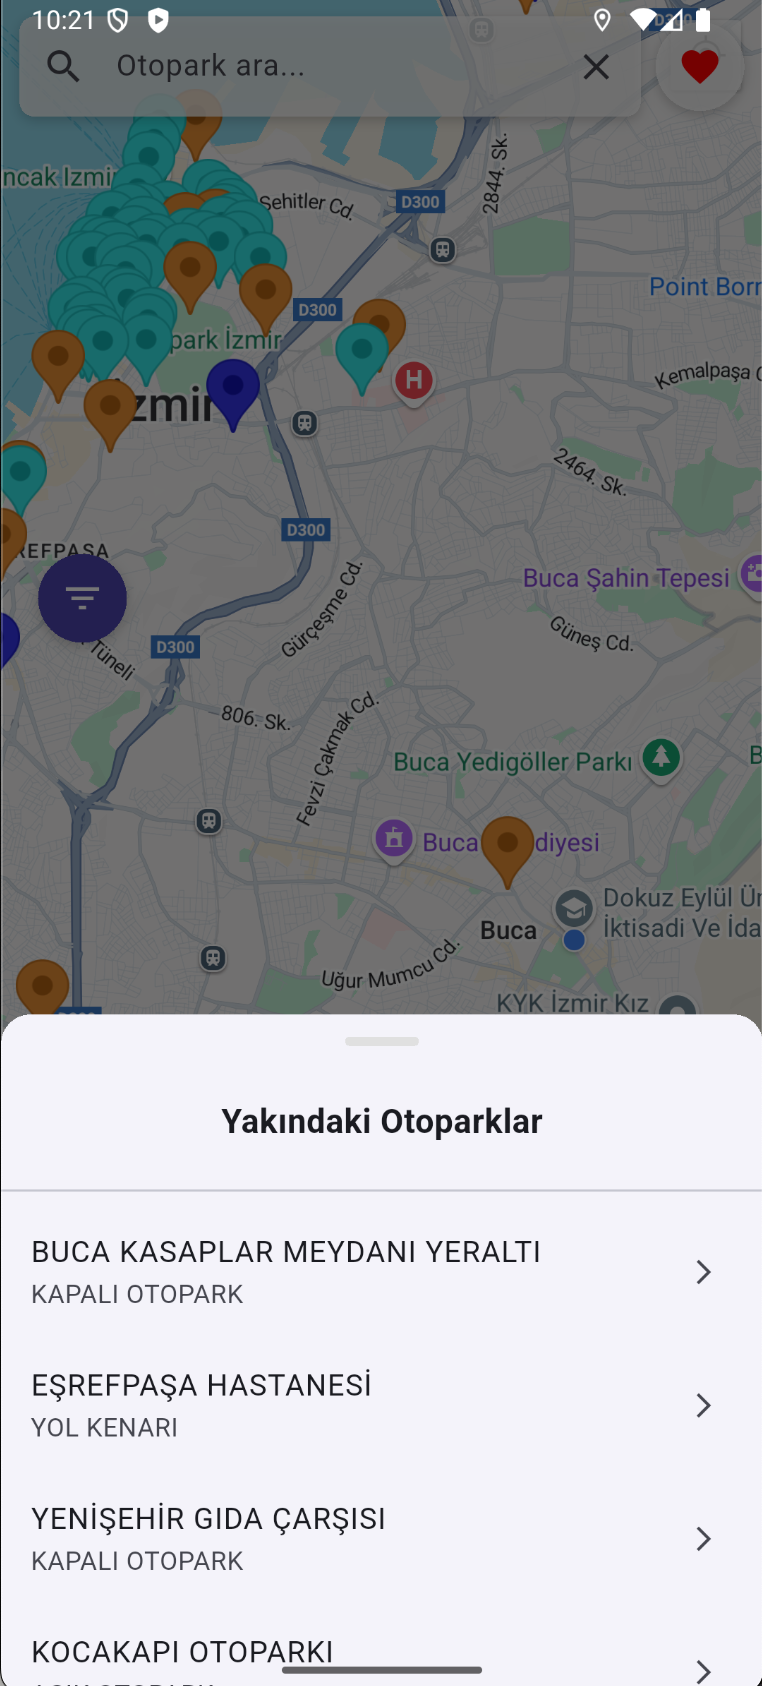 10:21
Otopark ara...
D300
ncak Izmir
Şehitler Cd.
D300
2844. Sk.
Point Born
D300
park İzmir
Kemalpaşa C
H
İzmir
2464. Sk.
D300
REFPAŞA
Buca Şahin Tepesi
Gürçeşme Cd.
Güneş Cd.
D300
Tüneli
806. Sk.
Fevzi Çakmak Cd.
Buca Yedigöller Parkı
B
Buca
diyesi
Dokuz Eylül Ün
İktisadi Ve İda
Buca
Uğur Mumcu Cd.
KYK İzmir Kız
Yakındaki Otoparklar
BUCA KASAPLAR MEYDANI YERALTI
KAPALI OTOPARK
EŞREFPAŞA HASTANESİ
YOL KENARI
YENİŞEHİR GIDA ÇARŞISI
KAPALI OTOPARK
KOCAKAPI OTOPARKI